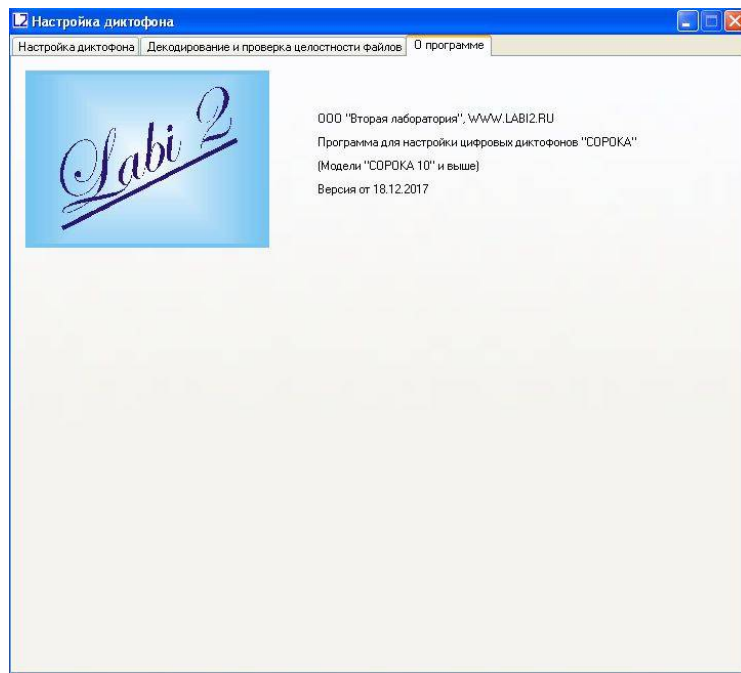 Настройка диктофона
Настройка диктофона Декодирование и проверка целостности файлов О программе
Labi 2
ООО "Вторая лаборатория", WWW.LABI2.RU
Программа для настройки цифровых диктофонов "СОРОКА"
(Модели "СОРОКА 10" и выше)
Версия от 18.12.2017